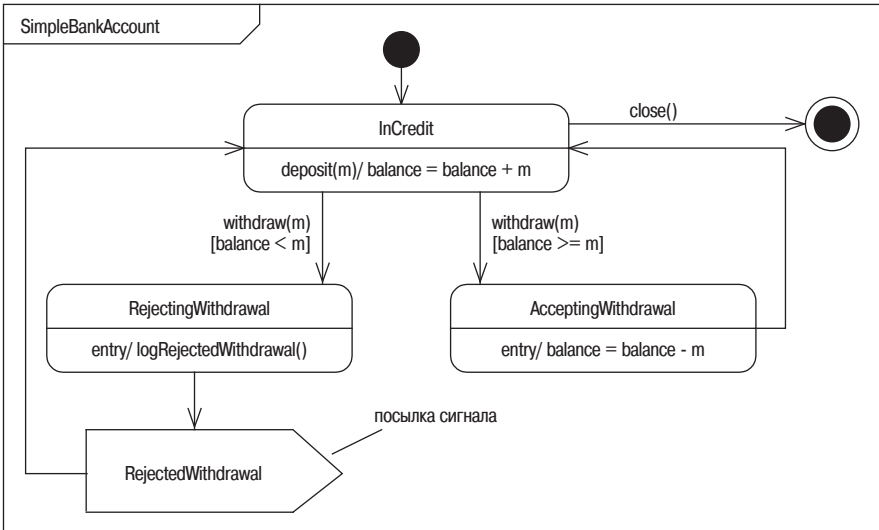 SimpleBankAccount
InCredit
close()
deposit(m)/ balance = balance + m
withdraw(m)
[balance < m]
withdraw(m)
[balance >= m]
RejectingWithdrawal
entry/ logRejectedWithdrawal()
AcceptingWithdrawal
entry/ balance = balance - m
посылка сигнала
RejectedWithdrawal